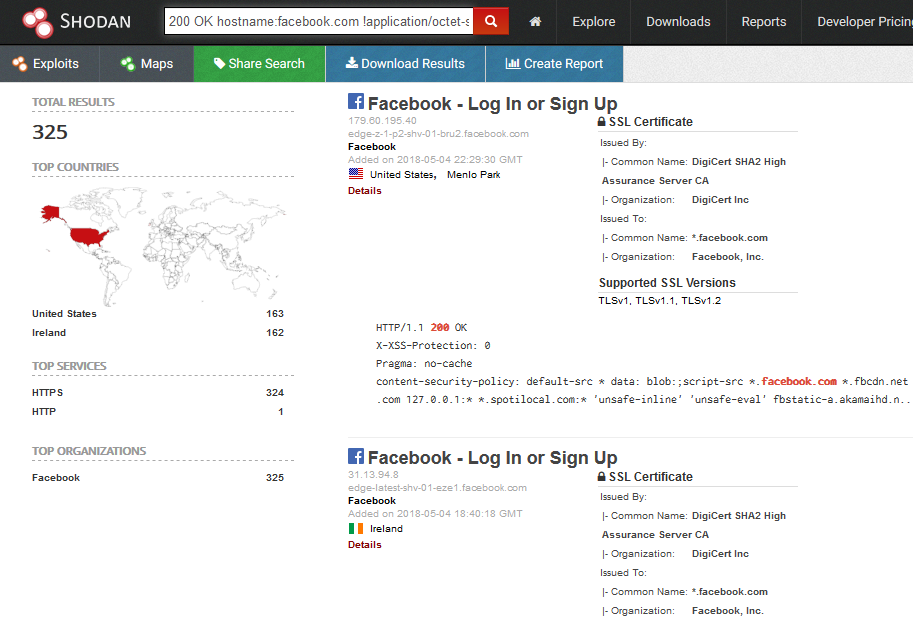 SHODAN
200 OK hostname:facebook.com !application/octet-s
Explore
Downloads
Reports
Developer Pricing
Exploits
Maps
Share Search
Download Results
Create Report
TOTAL RESULTS
325
TOP COUNTRIES
United States 163
Ireland 162
TOP SERVICES
HTTPS 324
HTTP 1
TOP ORGANIZATIONS
Facebook 325
Facebook - Log In or Sign Up
179.60.195.40
edge-z-1-p2-shv-01-bru2.facebook.com
Facebook
Added on 2018-05-04 22:29:30 GMT
United States, Menlo Park
Details
SSL Certificate
Issued By:
|- Common Name: DigiCert SHA2 High
Assurance Server CA
|- Organization: DigiCert Inc
Issued To:
|- Common Name: *.facebook.com
|- Organization: Facebook, Inc.
Supported SSL Versions
TLSv1, TLSv1.1, TLSv1.2
HTTP/1.1 200 OK
X-XSS-Protection: 0
Pragma: no-cache
content-security-policy: default-src * data: blob:;script-src *.facebook.com *.fbcdn.net
.com 127.0.0.1:* *.spotilocal.com:* 'unsafe-inline' 'unsafe-eval' fbstatic-a.akamaihd.n..
Facebook - Log In or Sign Up
31.13.94.8
edge-latest-shv-01-eze1.facebook.com
Facebook
Added on 2018-05-04 18:40:18 GMT
Ireland
Details
SSL Certificate
Issued By:
|- Common Name: DigiCert SHA2 High
Assurance Server CA
|- Organization: DigiCert Inc
Issued To:
|- Common Name: *.facebook.com
|- Organization: Facebook, Inc.